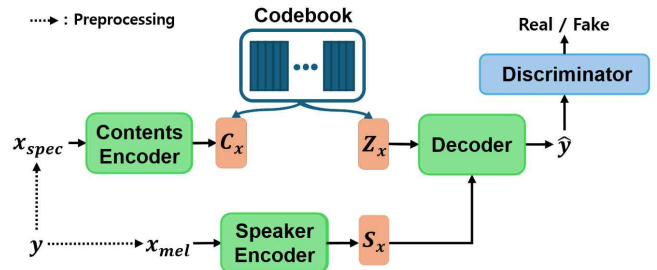 : Preprocessing
Codebook
Real / Fake
Discriminator
x_spec
Contents
Encoder
C_x
Z_x
Decoder
ŷ
y
x_mel
Speaker
Encoder
S_x